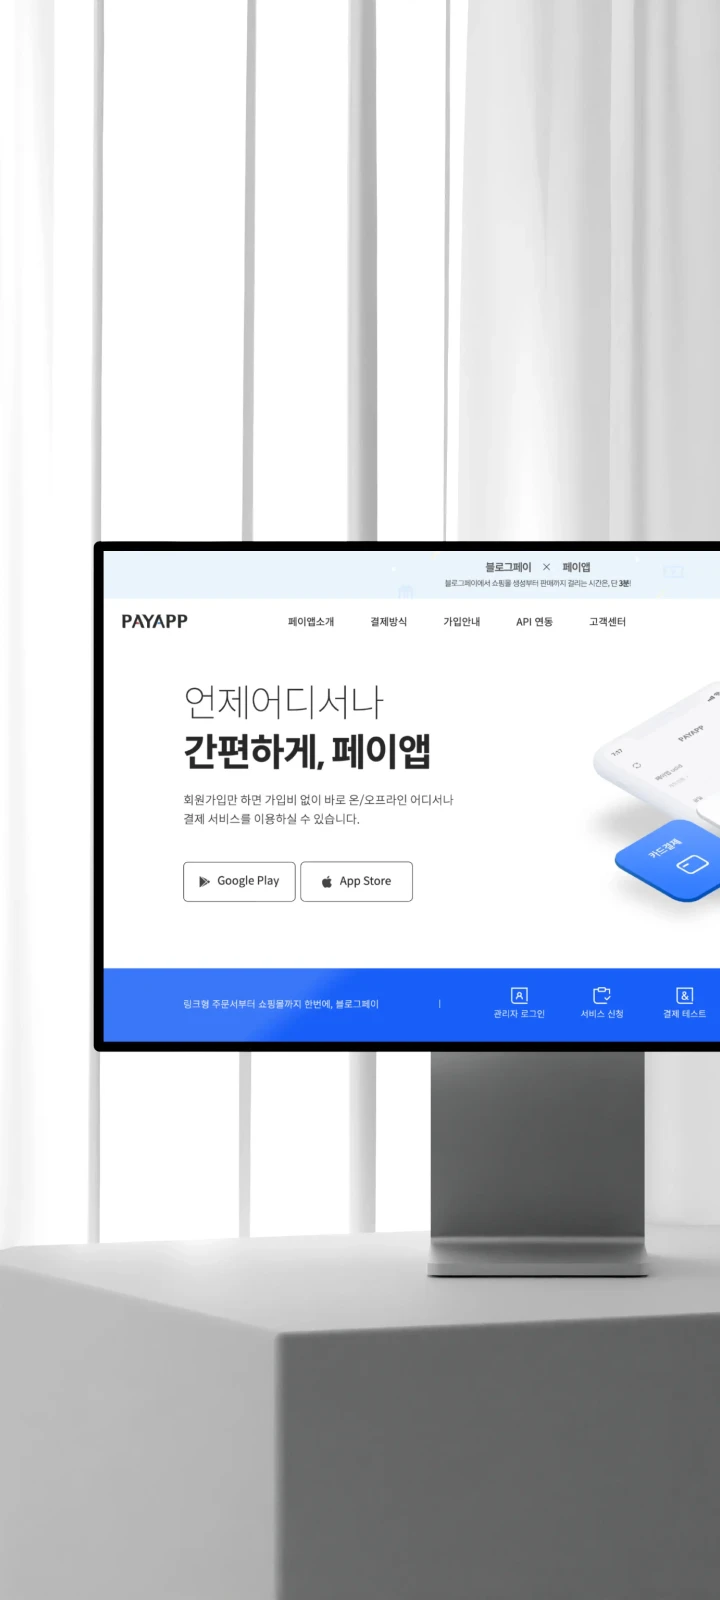 블로그페이 × 페이앱
블로그페이에서 쇼핑몰 생성부터 판매까지 걸리는 시간은, 단 3분!
PAYAPP
페이앱소개 결제방식 가입안내 API 연동 고객센터
언제어디서나
간편하게, 페이앱
회원가입만 하면 가입비 없이 바로 온/오프라인 어디서나
결제 서비스를 이용하실 수 있습니다.
Google Play App Store
7:17
PAYAPP
카드결제
링크형 주문서부터 쇼핑몰까지 한번에, 블로그페이
관리자 로그인 서비스 신청 결제 테스트